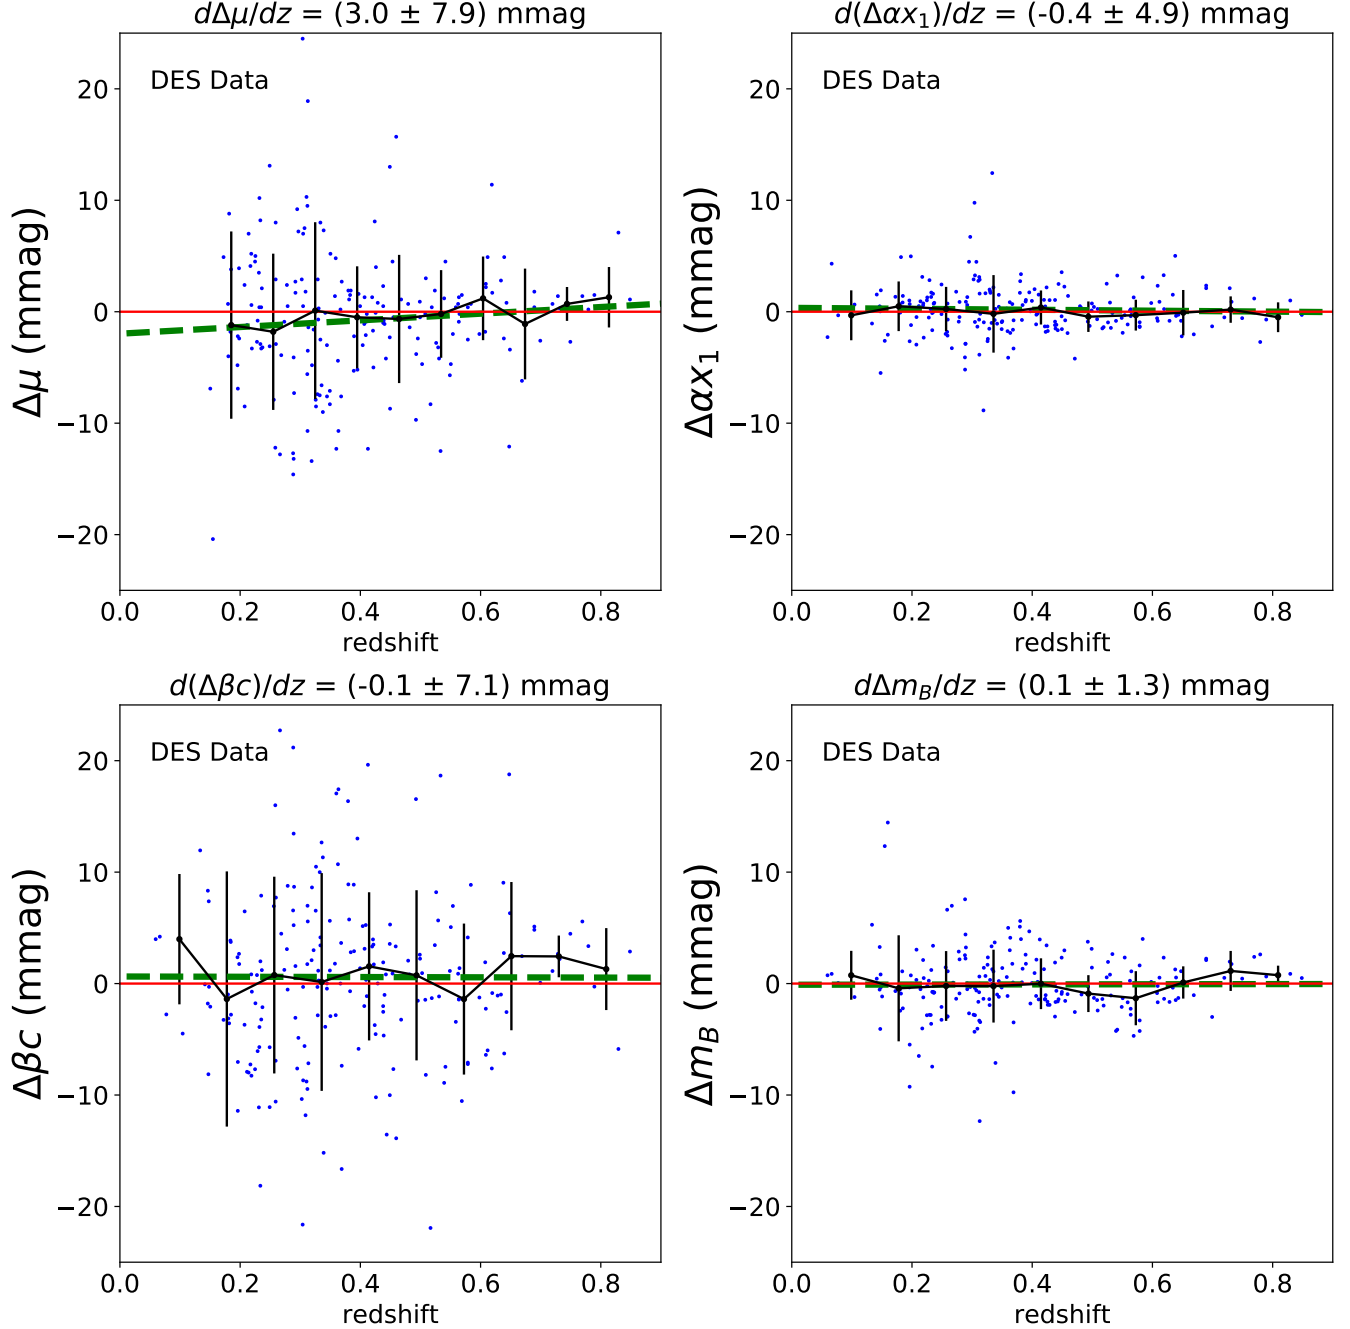 dΔμ/dz = (3.0 ± 7.9) mmag
DES Data
Δμ (mmag)
20
10
0
−10
−20
0.0 0.2 0.4 0.6 0.8
redshift
d(Δαx₁)/dz = (-0.4 ± 4.9) mmag
DES Data
Δαx₁ (mmag)
20
10
0
−10
−20
0.0 0.2 0.4 0.6 0.8
redshift
d(Δβc)/dz = (-0.1 ± 7.1) mmag
DES Data
Δβc (mmag)
20
10
0
−10
−20
0.0 0.2 0.4 0.6 0.8
redshift
dΔm_B/dz = (0.1 ± 1.3) mmag
DES Data
Δm_B (mmag)
20
10
0
−10
−20
0.0 0.2 0.4 0.6 0.8
redshift